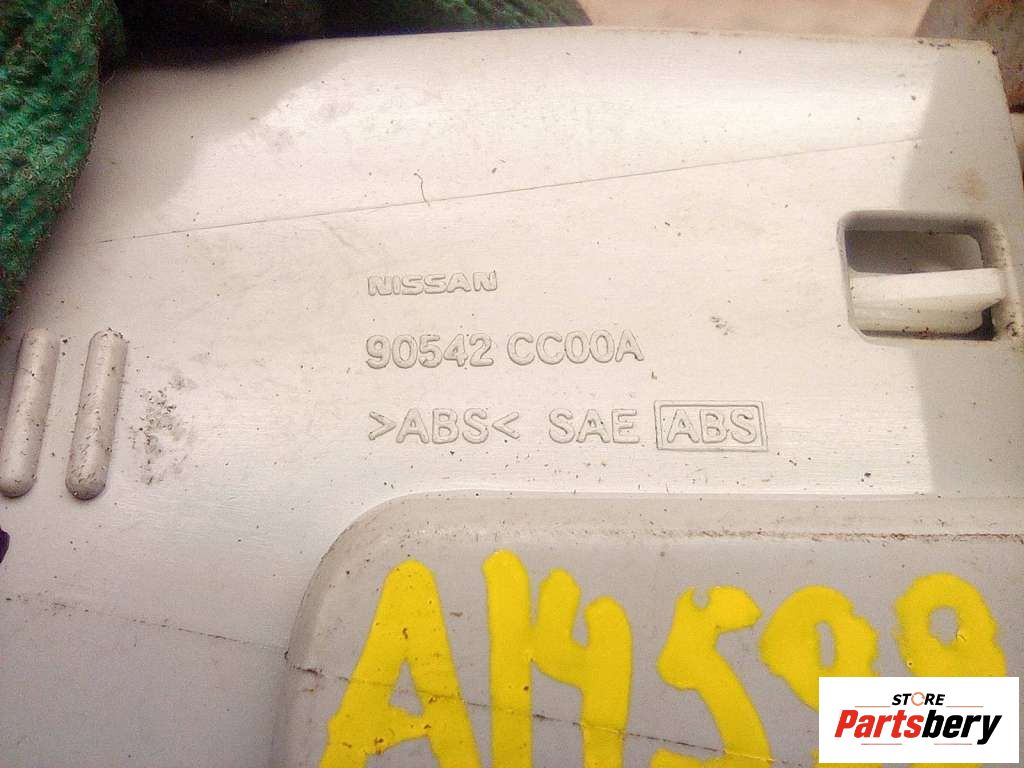 NISSAN
90542 CC00A
>ABS< SAE ABS
STORE
Partsbery